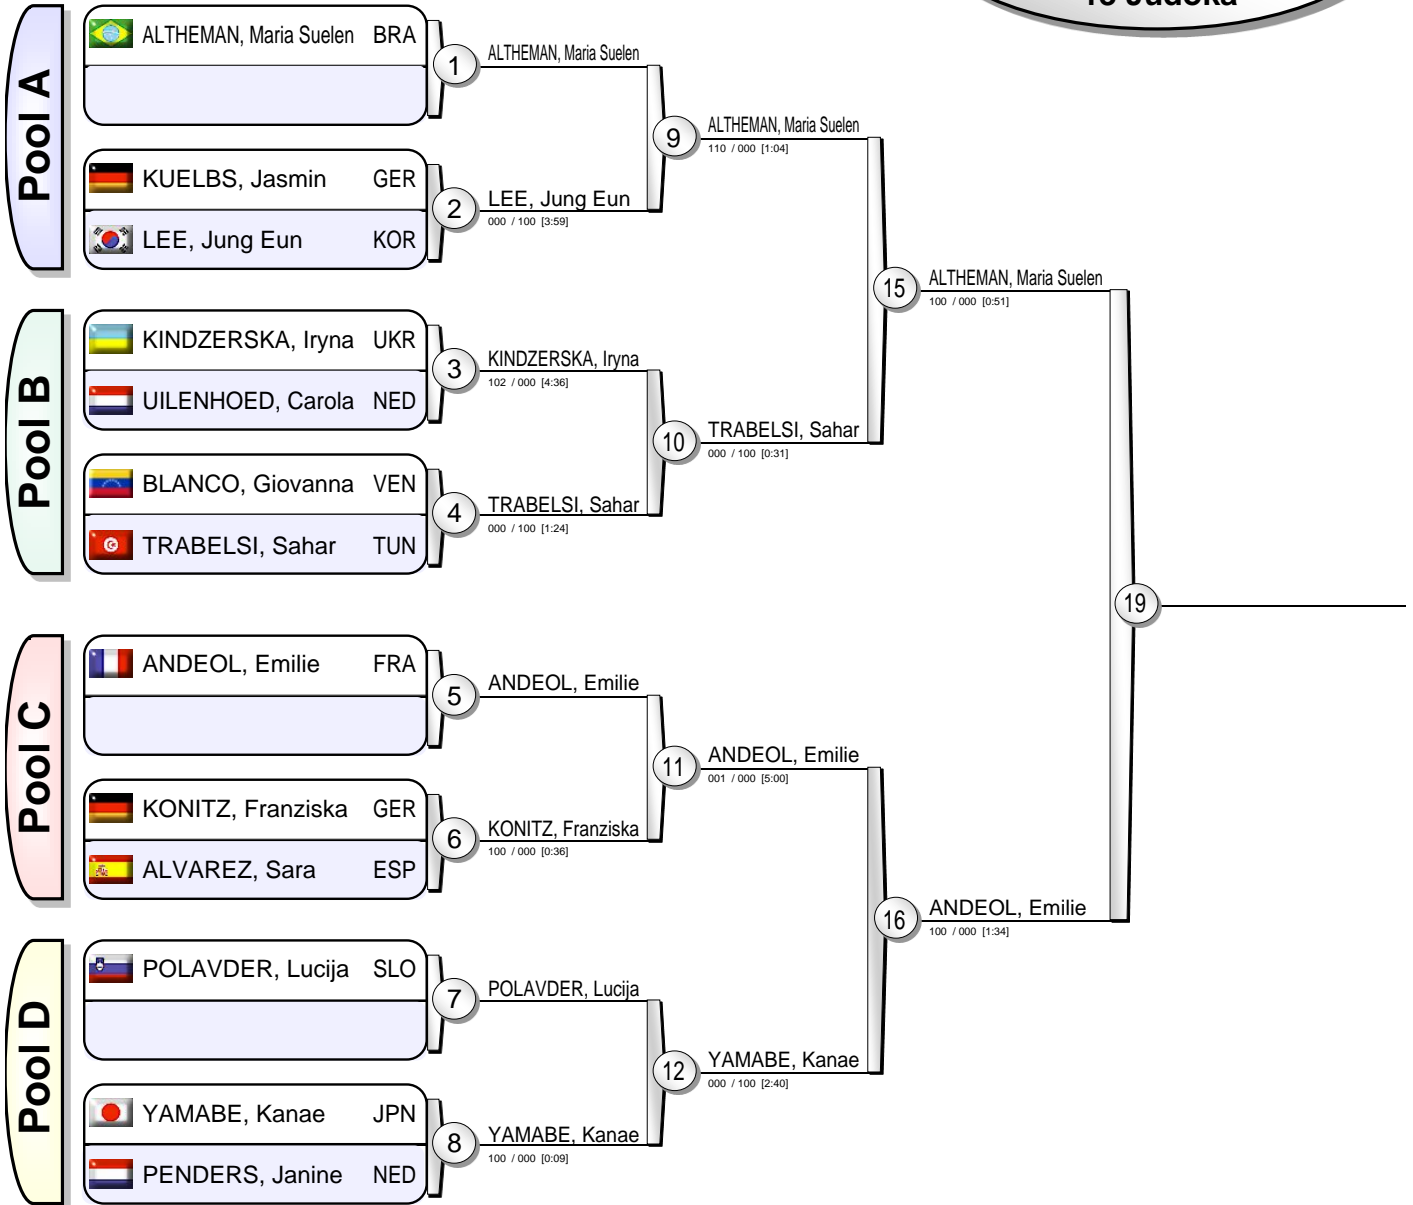 13 Judoka
Pool A
ALTHEMAN, Maria Suelen BRA
KUELBS, Jasmin GER
LEE, Jung Eun KOR
1
ALTHEMAN, Maria Suelen
2
LEE, Jung Eun
000 / 100 [3:59]
9
ALTHEMAN, Maria Suelen
110 / 000 [1:04]
Pool B
KINDZERSKA, Iryna UKR
UILENHOED, Carola NED
BLANCO, Giovanna VEN
TRABELSI, Sahar TUN
3
KINDZERSKA, Iryna
102 / 000 [4:36]
4
TRABELSI, Sahar
000 / 100 [1:24]
10
TRABELSI, Sahar
000 / 100 [0:31]
15
ALTHEMAN, Maria Suelen
100 / 000 [0:51]
Pool C
ANDEOL, Emilie FRA
KONITZ, Franziska GER
ALVAREZ, Sara ESP
5
ANDEOL, Emilie
6
KONITZ, Franziska
100 / 000 [0:36]
11
ANDEOL, Emilie
001 / 000 [5:00]
Pool D
POLAVDER, Lucija SLO
YAMABE, Kanae JPN
PENDERS, Janine NED
7
POLAVDER, Lucija
8
YAMABE, Kanae
100 / 000 [0:09]
12
YAMABE, Kanae
000 / 100 [2:40]
16
ANDEOL, Emilie
100 / 000 [1:34]
19